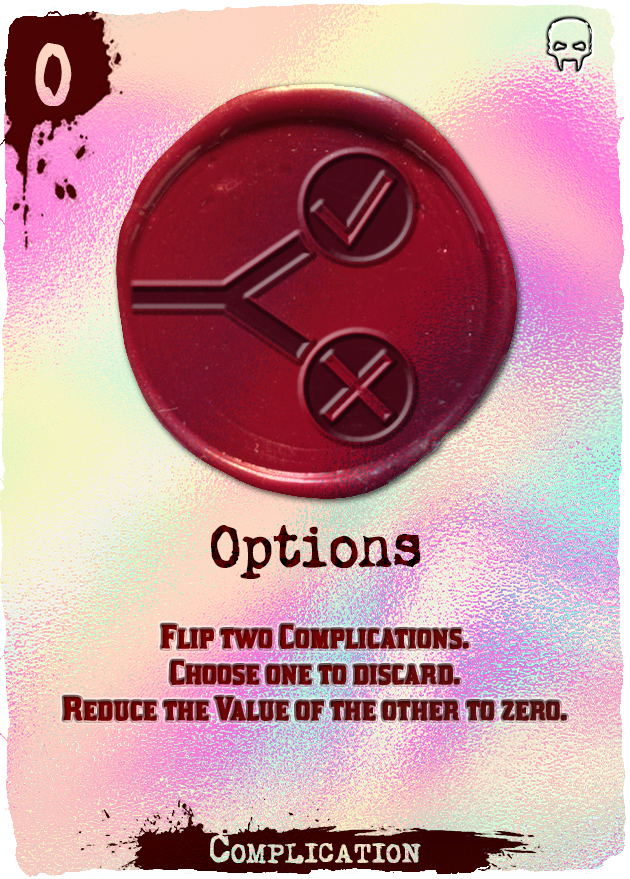 0
Options
Flip two Complications.
Choose one to discard.
Reduce the Value of the other to zero.
Complication